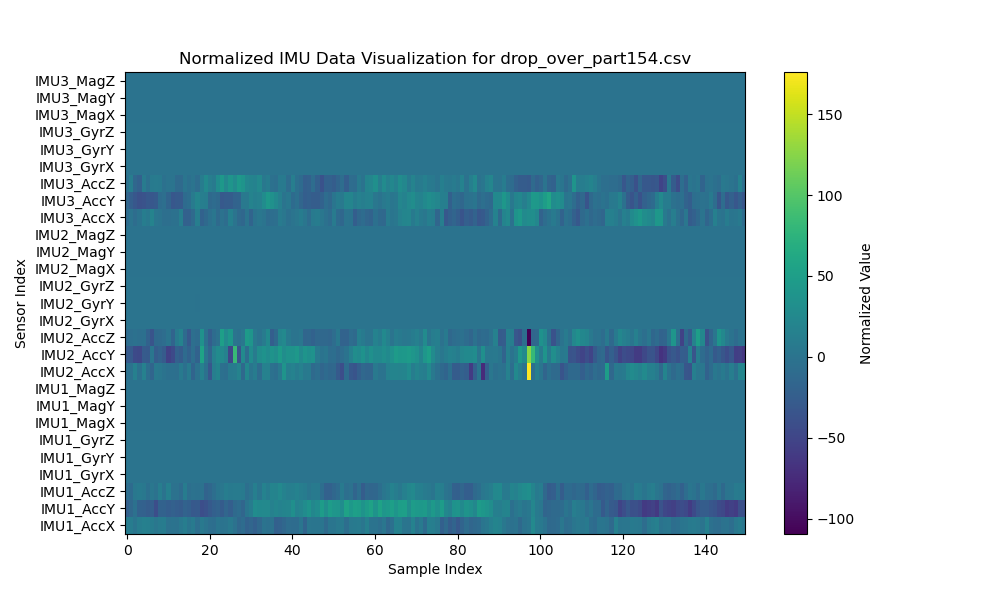 Normalized IMU Data Visualization for drop_over_part154.csv
IMU3_MagZ
IMU3_MagY
IMU3_MagX
IMU3_GyrZ
IMU3_GyrY
IMU3_GyrX
IMU3_AccZ
IMU3_AccY
IMU3_AccX
IMU2_MagZ
IMU2_MagY
IMU2_MagX
IMU2_GyrZ
IMU2_GyrY
IMU2_GyrX
IMU2_AccZ
IMU2_AccY
IMU2_AccX
IMU1_MagZ
IMU1_MagY
IMU1_MagX
IMU1_GyrZ
IMU1_GyrY
IMU1_GyrX
IMU1_AccZ
IMU1_AccY
IMU1_AccX
Sensor Index
0 20 40 60 80 100 120 140
Sample Index
150
100
50
0
−50
−100
Normalized Value